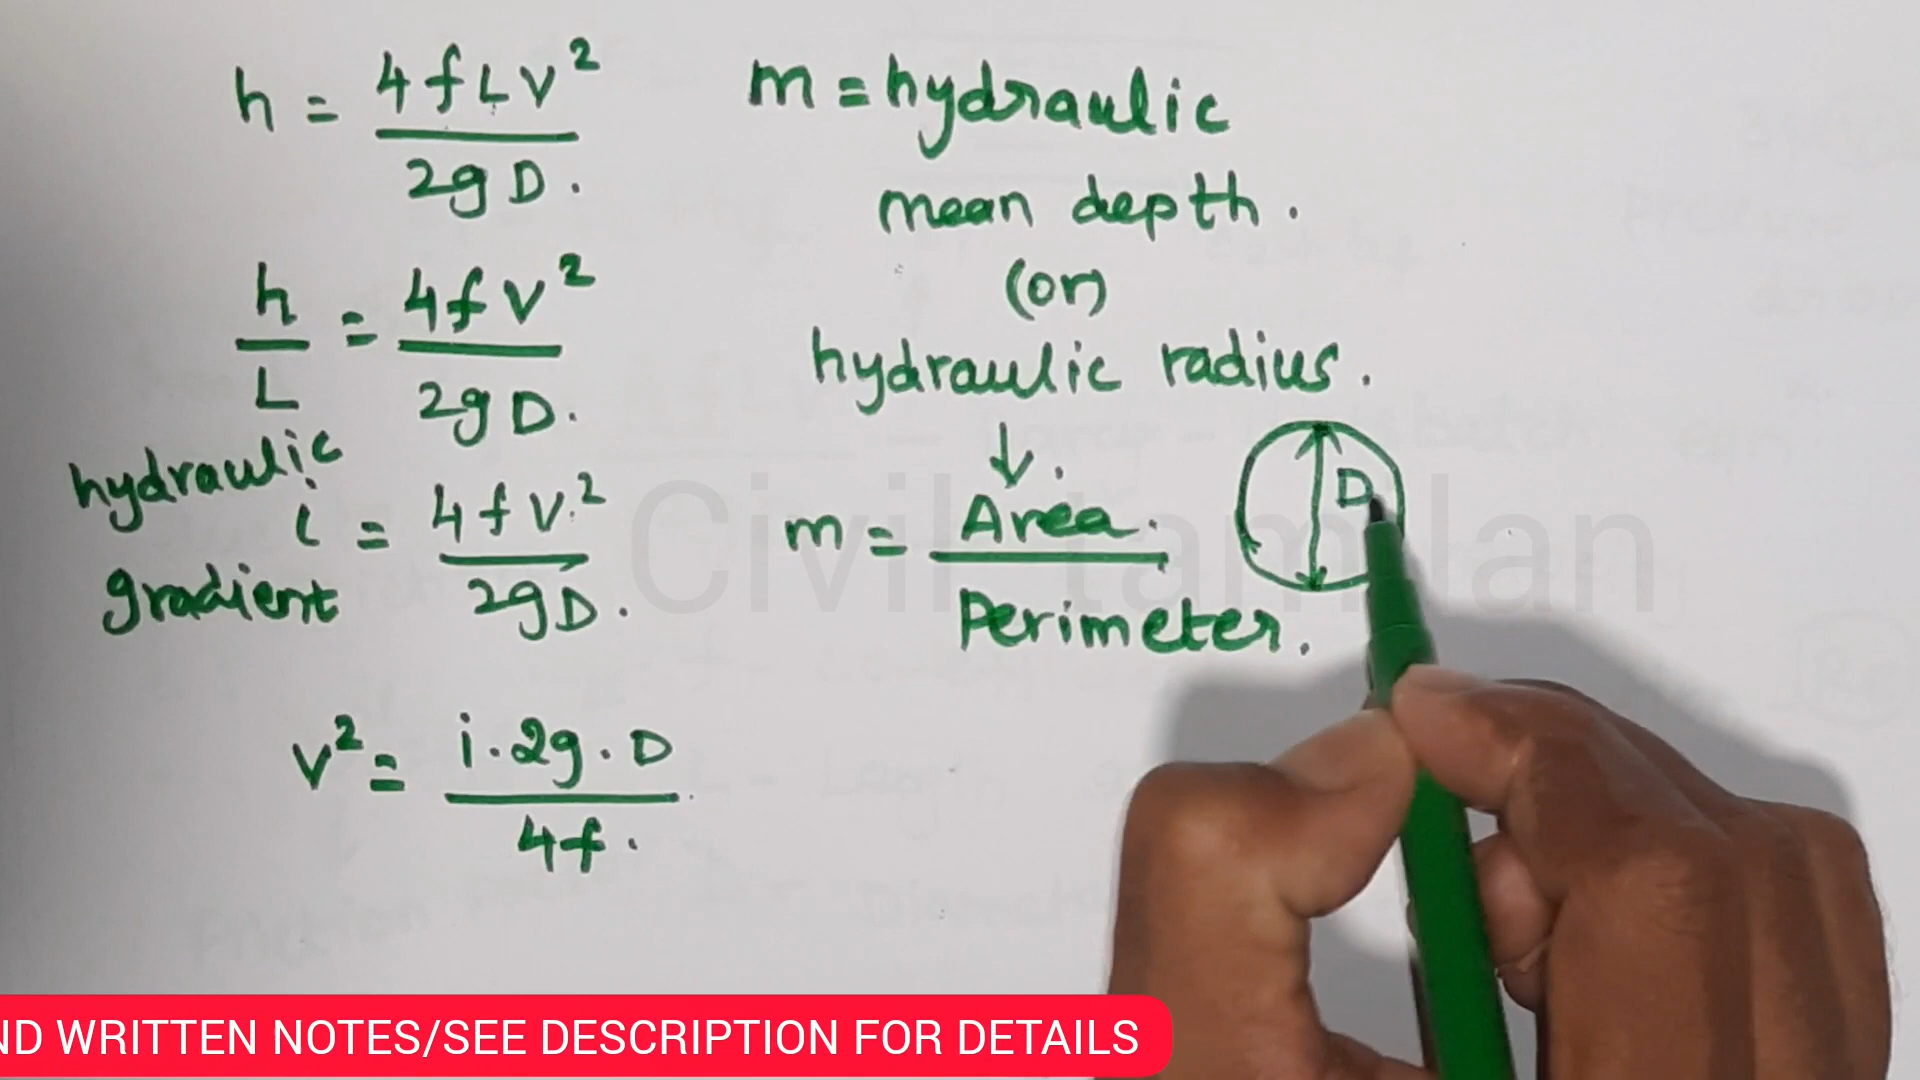 h = 4fLV²
2gD.
h = 4fV²
L 2gD.
hydraulic
i = 4fV²
gradient 2gD.
V² = i.2g.D
4f.
m = hydraulic
mean depth.
(or)
hydraulic radius.
↓.
m = Area.
Perimeter.
D
Civil tamilan
ND WRITTEN NOTES/SEE DESCRIPTION FOR DETAILS